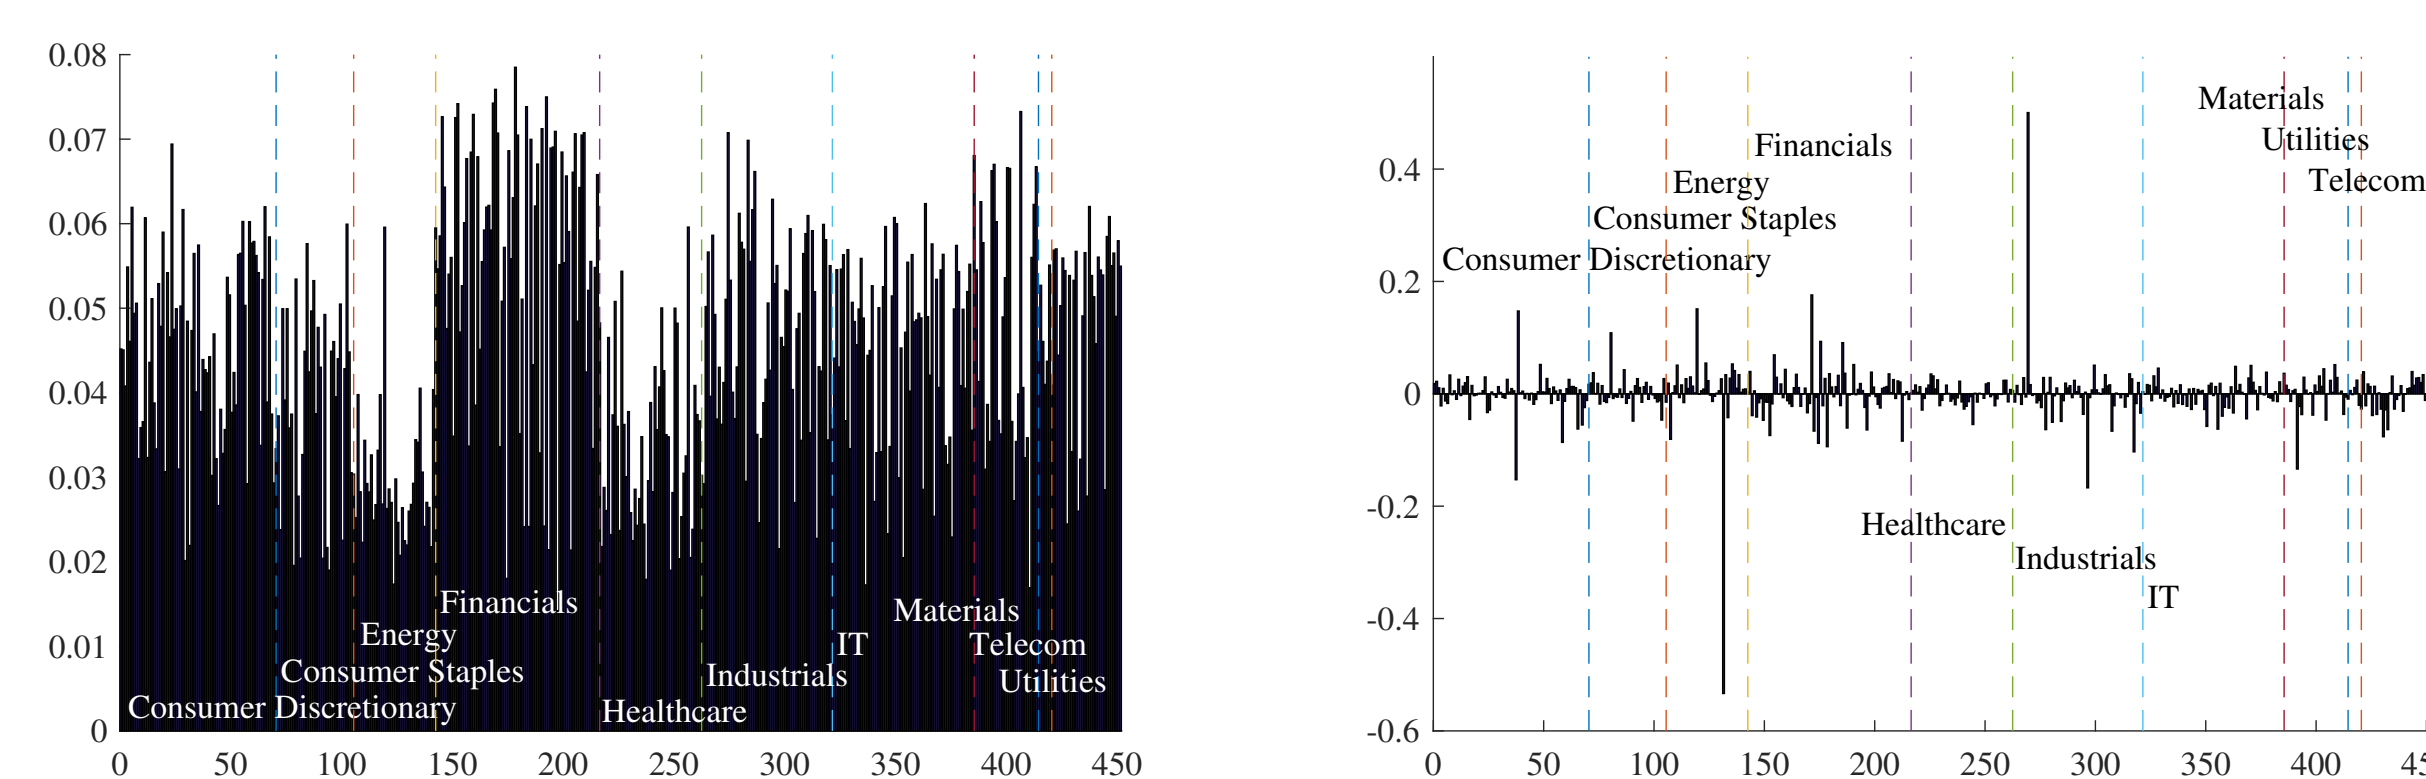 0.08
0.07
0.06
0.05
0.04
0.03
0.02
0.01
0
Financials
Energy
Consumer Staples
Consumer Discretionary
Materials
IT
Telecom
Industrials
Utilities
Healthcare
0 50 100 150 200 250 300 350 400 450
0.4
0.2
0
-0.2
-0.4
-0.6
Materials
Utilities
Telecom
Financials
Energy
Consumer Staples
Consumer Discretionary
Healthcare
Industrials
IT
0 50 100 150 200 250 300 350 400